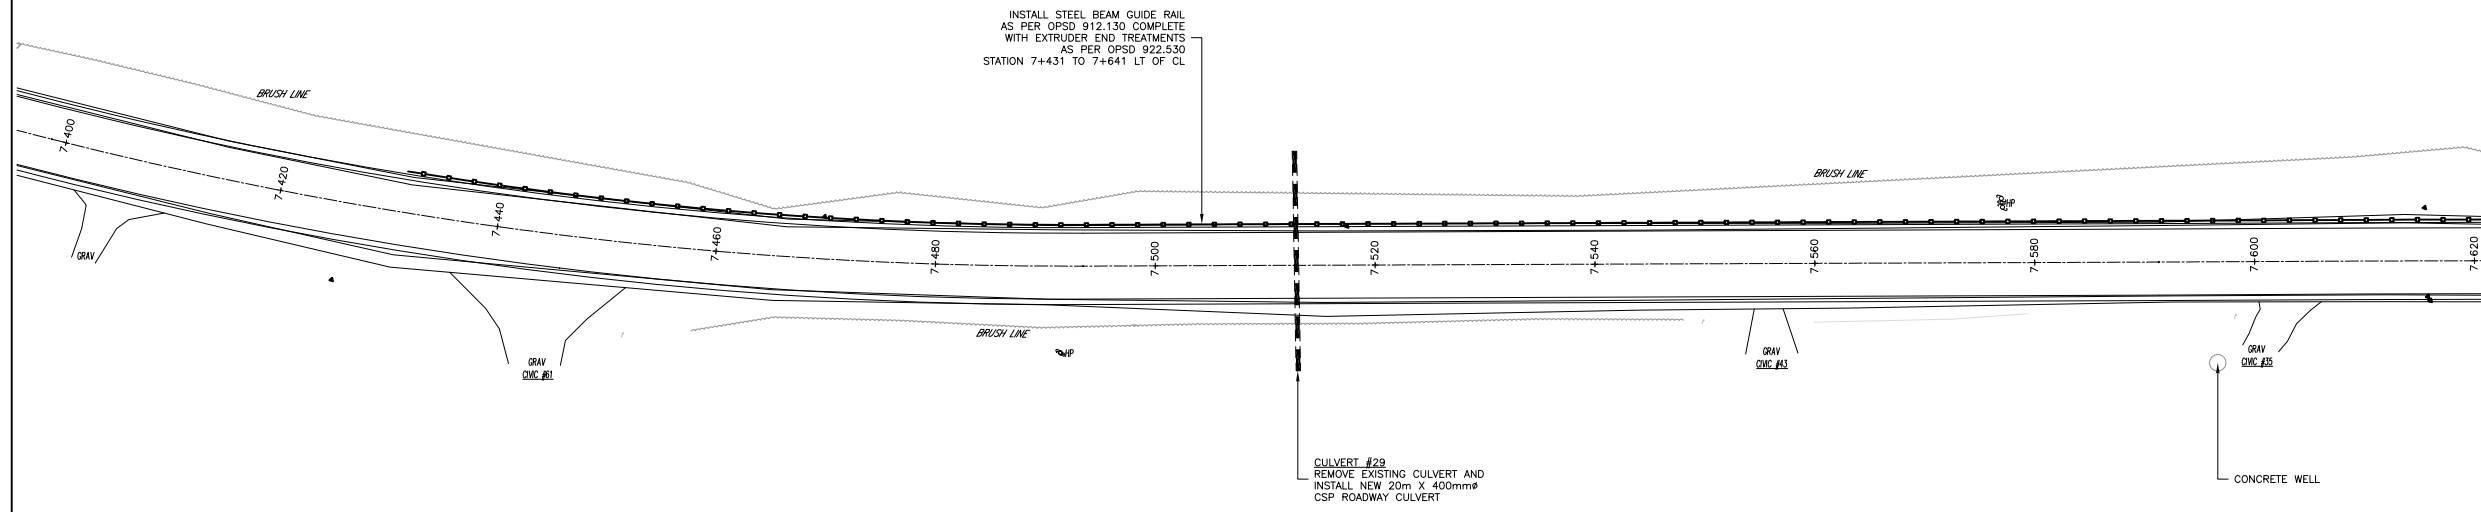 INSTALL STEEL BEAM GUIDE RAIL
AS PER OPSD 912.130 COMPLETE
WITH EXTRUDER END TREATMENTS
AS PER OPSD 922.530
STATION 7+431 TO 7+641 LT OF CL
BRUSH LINE
BRUSH LINE
7+400
7+420
7+440
7+460
7+480
7+500
7+520
7+540
7+560
7+580
7+600
7+620
HP
GRAV
BRUSH LINE
HP
GRAV
CIVIC #61
GRAV
CIVIC #43
GRAV
CIVIC #35
CULVERT #29
REMOVE EXISTING CULVERT AND
INSTALL NEW 20m X 400mmø
CSP ROADWAY CULVERT
CONCRETE WELL